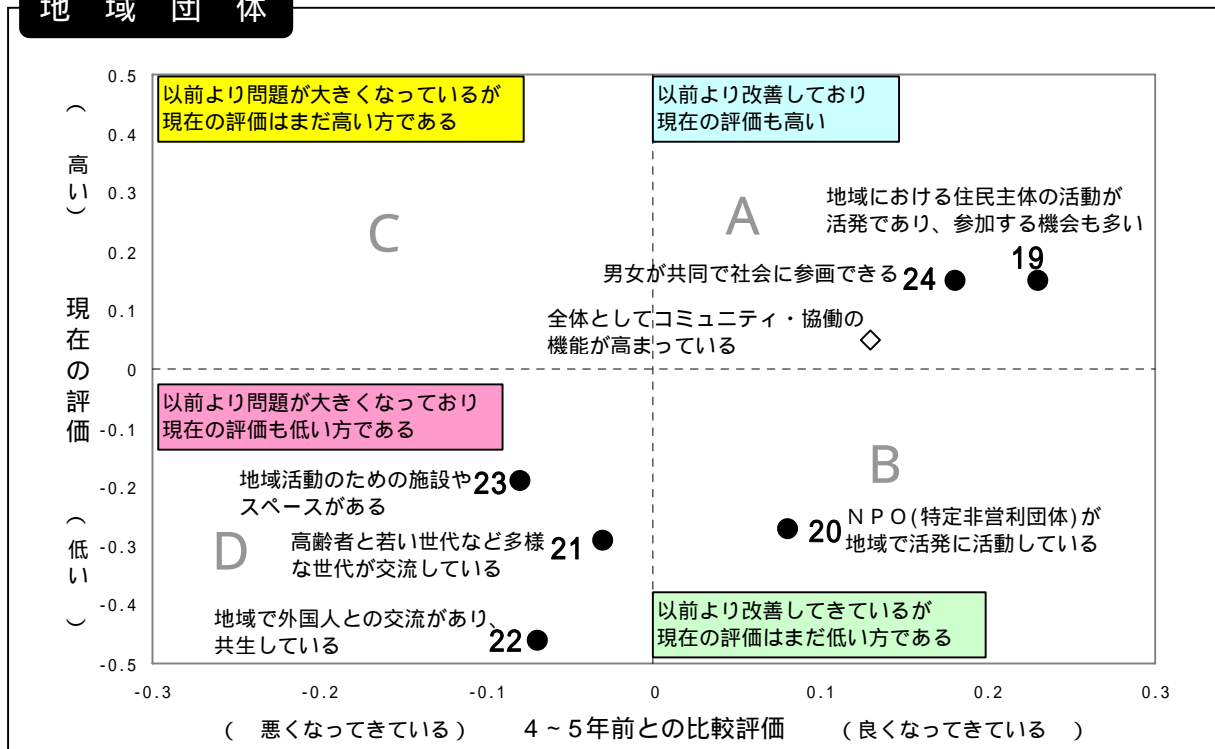 地域団体
0.5
0.4
0.3
0.2
0.1
0
-0.1
-0.2
-0.3
-0.4
-0.5
（高い）
現在の評価
（低い）
以前より問題が大きくなっているが
現在の評価はまだ高い方である
以前より改善しており
現在の評価も高い
C
A
地域における住民主体の活動が
活発であり、参加する機会も多い
19
男女が共同で社会に参画できる 24
全体としてコミュニティ・協働の
機能が高まっている
以前より問題が大きくなっており
現在の評価も低い方である
B
地域活動のための施設や
スペースがある
23
D
高齢者と若い世代など多様
な世代が交流している
21
地域で外国人との交流があり、
共生している
22
20
ＮＰＯ(特定非営利団体)が
地域で活発に活動している
以前より改善してきているが
現在の評価はまだ低い方である
-0.3 -0.2 -0.1 0 0.1 0.2 0.3
（ 悪くなってきている） 4～5年前との比較評価 （良くなってきている ）